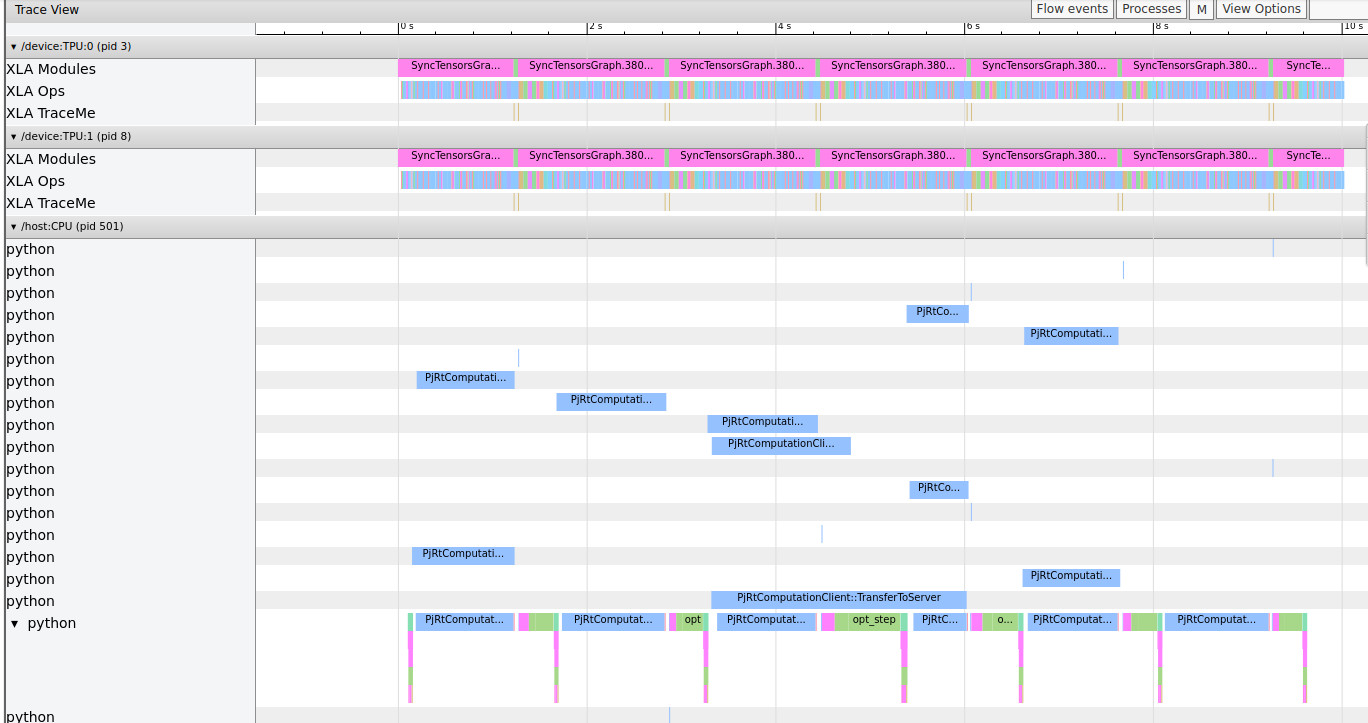 Trace View Flow events Processes M View Options
0 s 2 s 4 s 6 s 8 s 10 s
▾ /device:TPU:0 (pid 3)
XLA Modules SyncTensorsGra... SyncTensorsGraph.380... SyncTensorsGraph.380... SyncTensorsGraph.380... SyncTensorsGraph.380... SyncTensorsGraph.380... SyncTe...
XLA Ops
XLA TraceMe
▾ /device:TPU:1 (pid 8)
XLA Modules SyncTensorsGra... SyncTensorsGraph.380... SyncTensorsGraph.380... SyncTensorsGraph.380... SyncTensorsGraph.380... SyncTensorsGraph.380... SyncTe...
XLA Ops
XLA TraceMe
▾ /host:CPU (pid 501)
python
python
python
python PjRtCo...
python PjRtComputati...
python
python PjRtComputati...
python PjRtComputati...
python PjRtComputati...
python PjRtComputationCli...
python
python PjRtCo...
python
python
python PjRtComputati...
python PjRtComputati...
python PjRtComputationClient::TransferToServer
▾ python PjRtComputat... PjRtComputat... opt PjRtComputat... opt_step PjRtC... o... PjRtComputat... PjRtComputat...
python